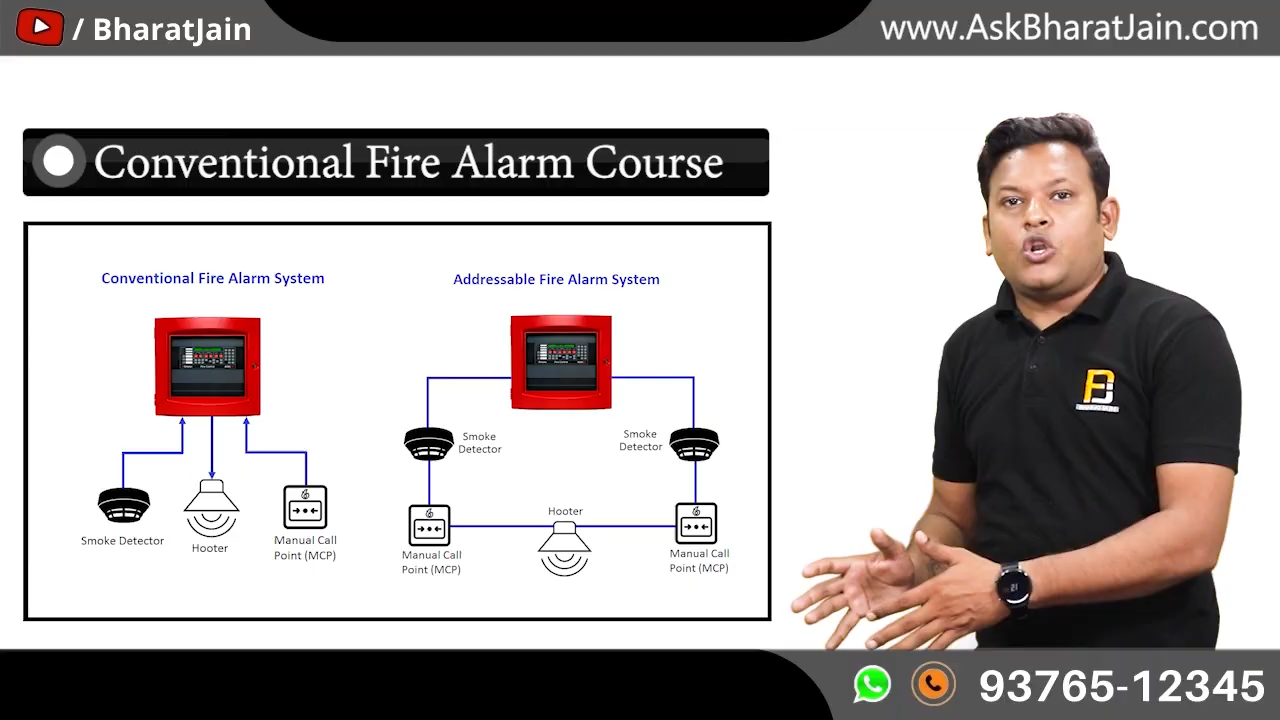 / BharatJain
www.AskBharatJain.com
Conventional Fire Alarm Course
Conventional Fire Alarm System
Addressable Fire Alarm System
Smoke Detector
Hooter
Manual Call
Point (MCP)
Smoke
Detector
Smoke
Detector
Manual Call
Point (MCP)
Hooter
Manual Call
Point (MCP)
93765-12345